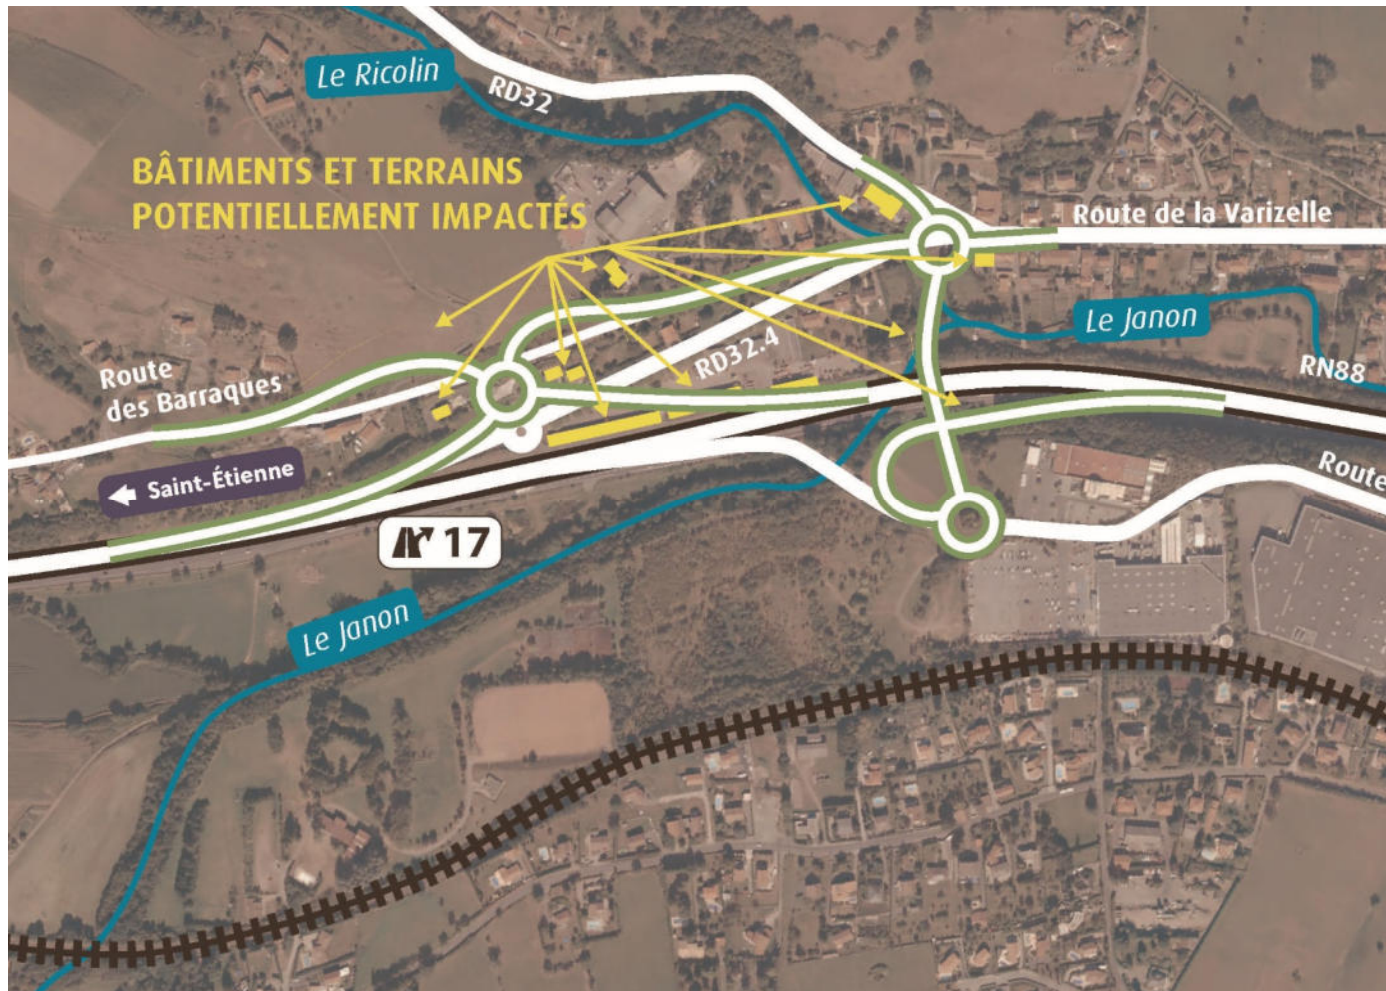 Le Ricolin
RD32
BÂTIMENTS ET TERRAINS
POTENTIELLEMENT IMPACTÉS
Route de la Varizelle
Le Janon
RN88
RD32.4
Route
des Barraques
Saint-Étienne
Route
17
Le Janon